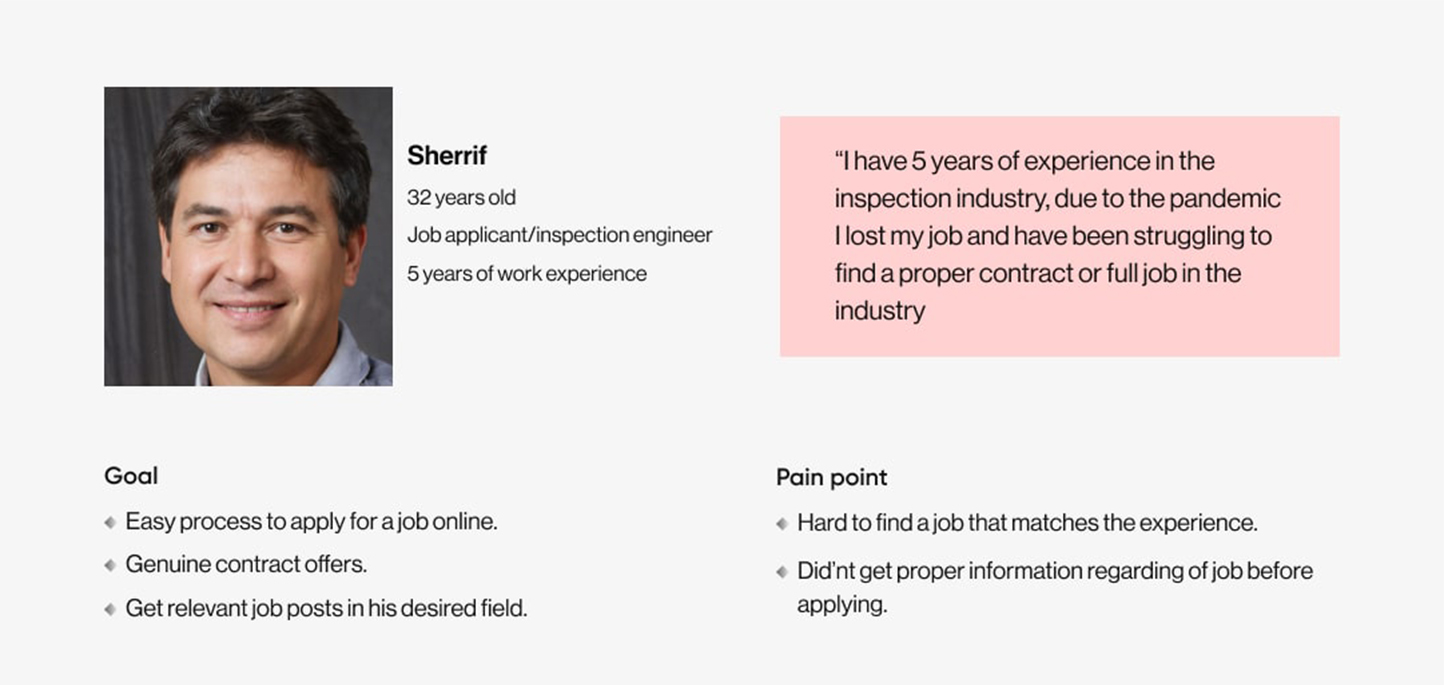 Sherrif
32 years old
Job applicant/inspection engineer
5 years of work experience
“I have 5 years of experience in the
inspection industry, due to the pandemic
I lost my job and have been struggling to
find a proper contract or full job in the
industry
Goal
Easy process to apply for a job online.
Genuine contract offers.
Get relevant job posts in his desired field.
Pain point
Hard to find a job that matches the experience.
Did’nt get proper information regarding of job before
applying.